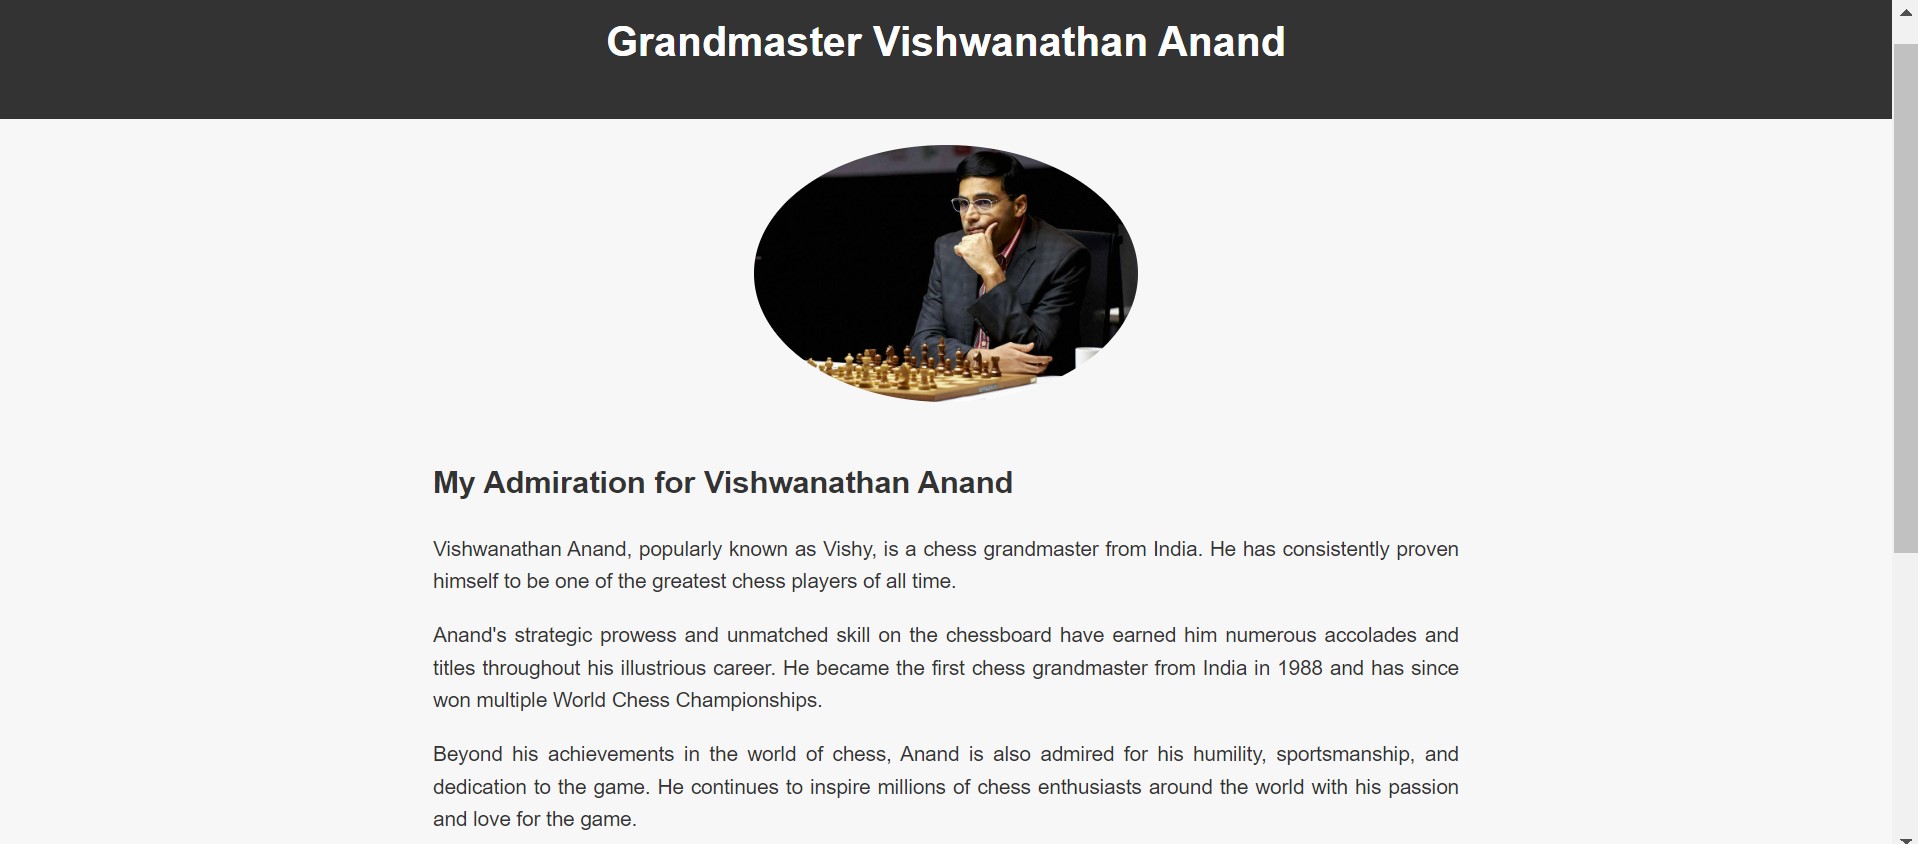 Grandmaster Vishwanathan Anand
My Admiration for Vishwanathan Anand
Vishwanathan Anand, popularly known as Vishy, is a chess grandmaster from India. He has consistently proven
himself to be one of the greatest chess players of all time.
Anand's strategic prowess and unmatched skill on the chessboard have earned him numerous accolades and
titles throughout his illustrious career. He became the first chess grandmaster from India in 1988 and has since
won multiple World Chess Championships.
Beyond his achievements in the world of chess, Anand is also admired for his humility, sportsmanship, and
dedication to the game. He continues to inspire millions of chess enthusiasts around the world with his passion
and love for the game.